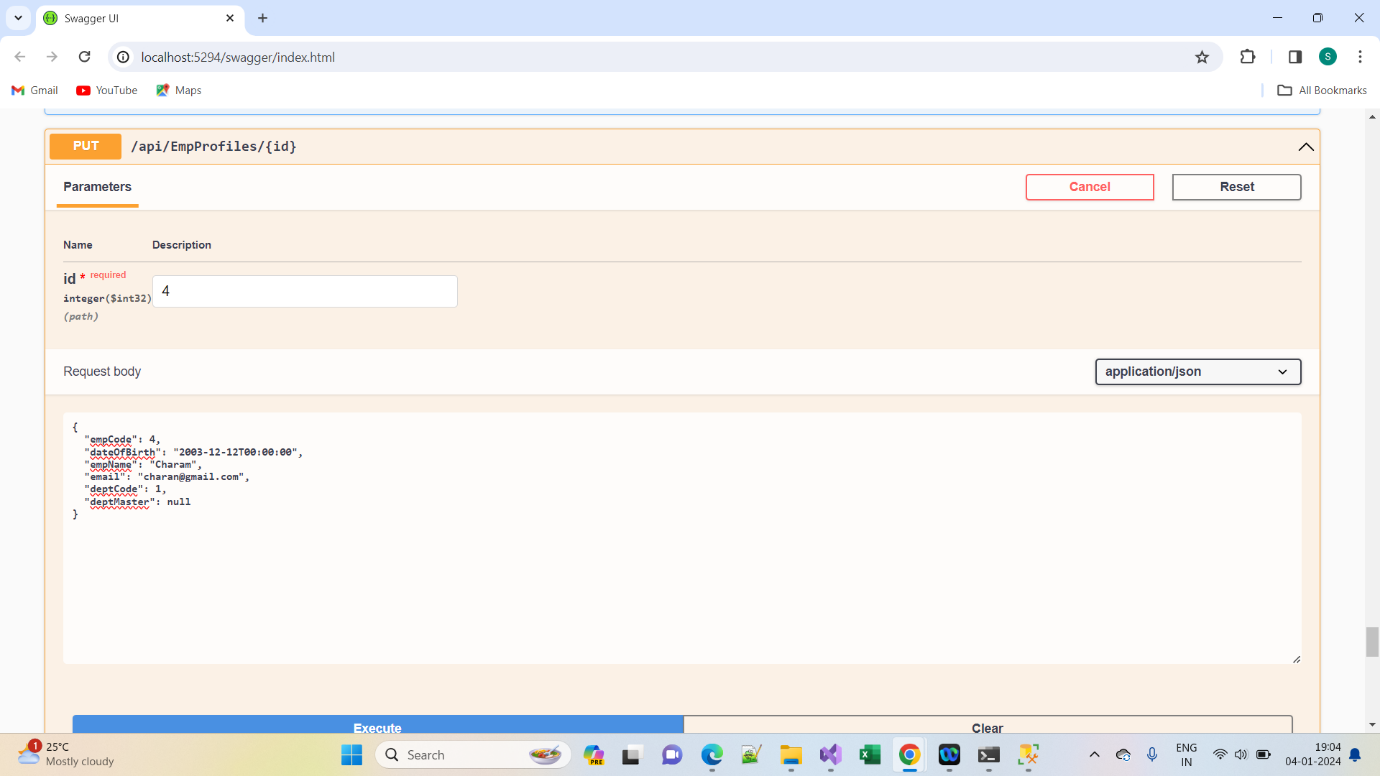 Swagger UI
localhost:5294/swagger/index.html
S
Gmail YouTube Maps All Bookmarks
PUT /api/EmpProfiles/{id}
Parameters Cancel Reset
Name Description
id * required
integer($int32)
(path)
4
Request body application/json
{
"empCode": 4,
"dateOfBirth": "2003-12-12T00:00:00",
"empName": "Charam",
"email": "charan@gmail.com",
"deptCode": 1,
"deptMaster": null
}
Execute Clear
1
25°C
Mostly cloudy
Search
PRE
ENG
IN
19:04
04-01-2024